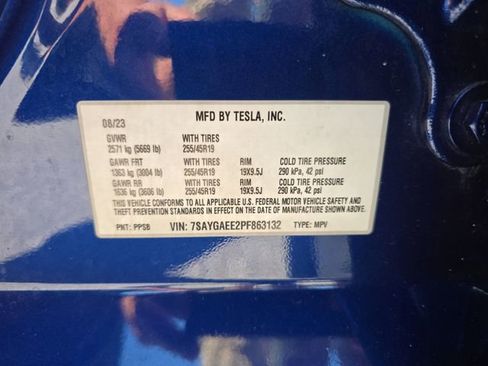 08/23 MFD BY TESLA, INC.
GVWR WITH TIRES
2571 kg (5669 lb) 255/45R19
GAWR FRT WITH TIRES RIM COLD TIRE PRESSURE
1363 kg (3004 lb) 255/45R19 19X9.5J 290 kPa, 42 psi
GAWR RR WITH TIRES RIM COLD TIRE PRESSURE
1636 kg (3606 lb) 255/45R19 19X9.5J 290 kPa, 42 psi
THIS VEHICLE CONFORMS TO ALL APPLICABLE U.S. FEDERAL MOTOR VEHICLE SAFETY AND
THEFT PREVENTION STANDARDS IN EFFECT ON THE DATE OF MANUFACTURE SHOWN ABOVE.
PNT: PPSB VIN: 7SAYGAEE2PF863132 TYPE: MPV